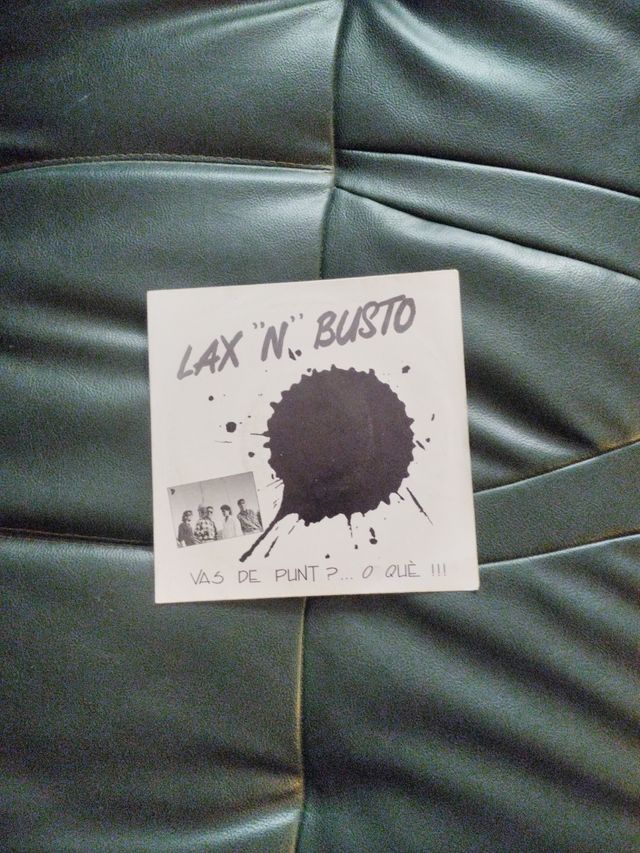 LAX "N" BUSTO
VAS DE PUNT ?... O QUÈ !!!